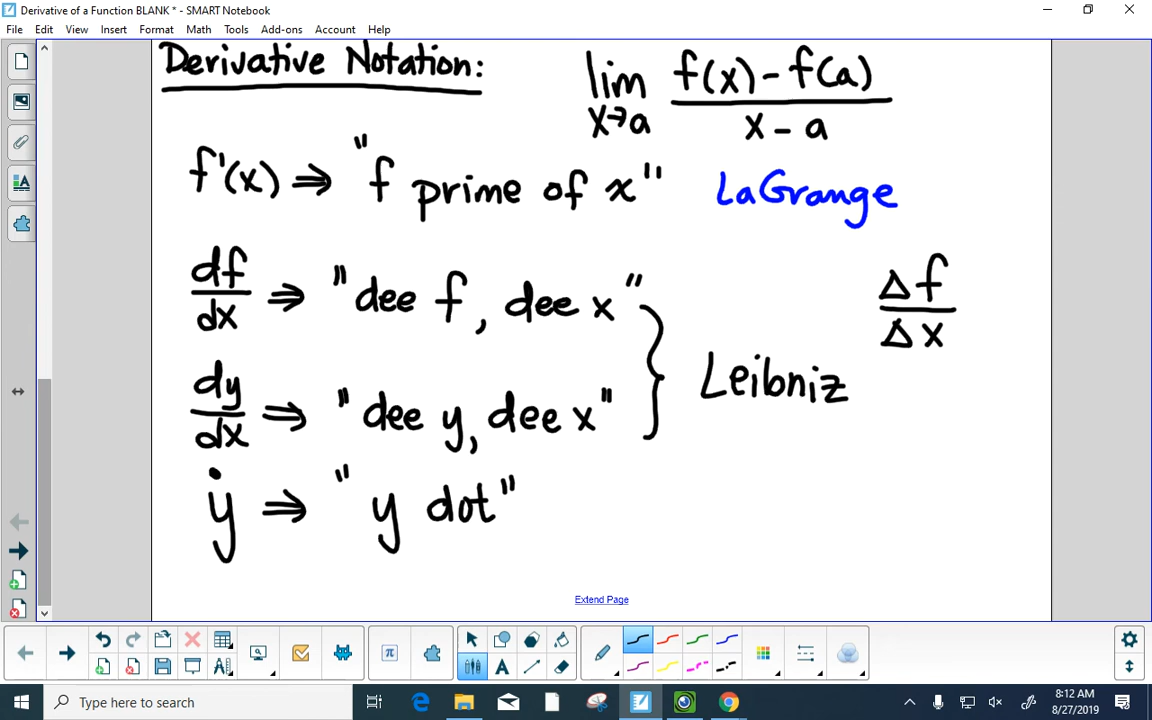 Derivative of a Function BLANK * - SMART Notebook
File Edit View Insert Format Math Tools Add-ons Account Help
Derivative Notation:
lim x→a f(x) - f(a) / x - a
f'(x) ⇒ "f prime of x" LaGrange
df/dx ⇒ "dee f, dee x"
Δf/Δx
Leibniz
dy/dx ⇒ "dee y, dee x"
ẏ ⇒ "y dot"
Extend Page
π
A
Type here to search
8:12 AM
8/27/2019